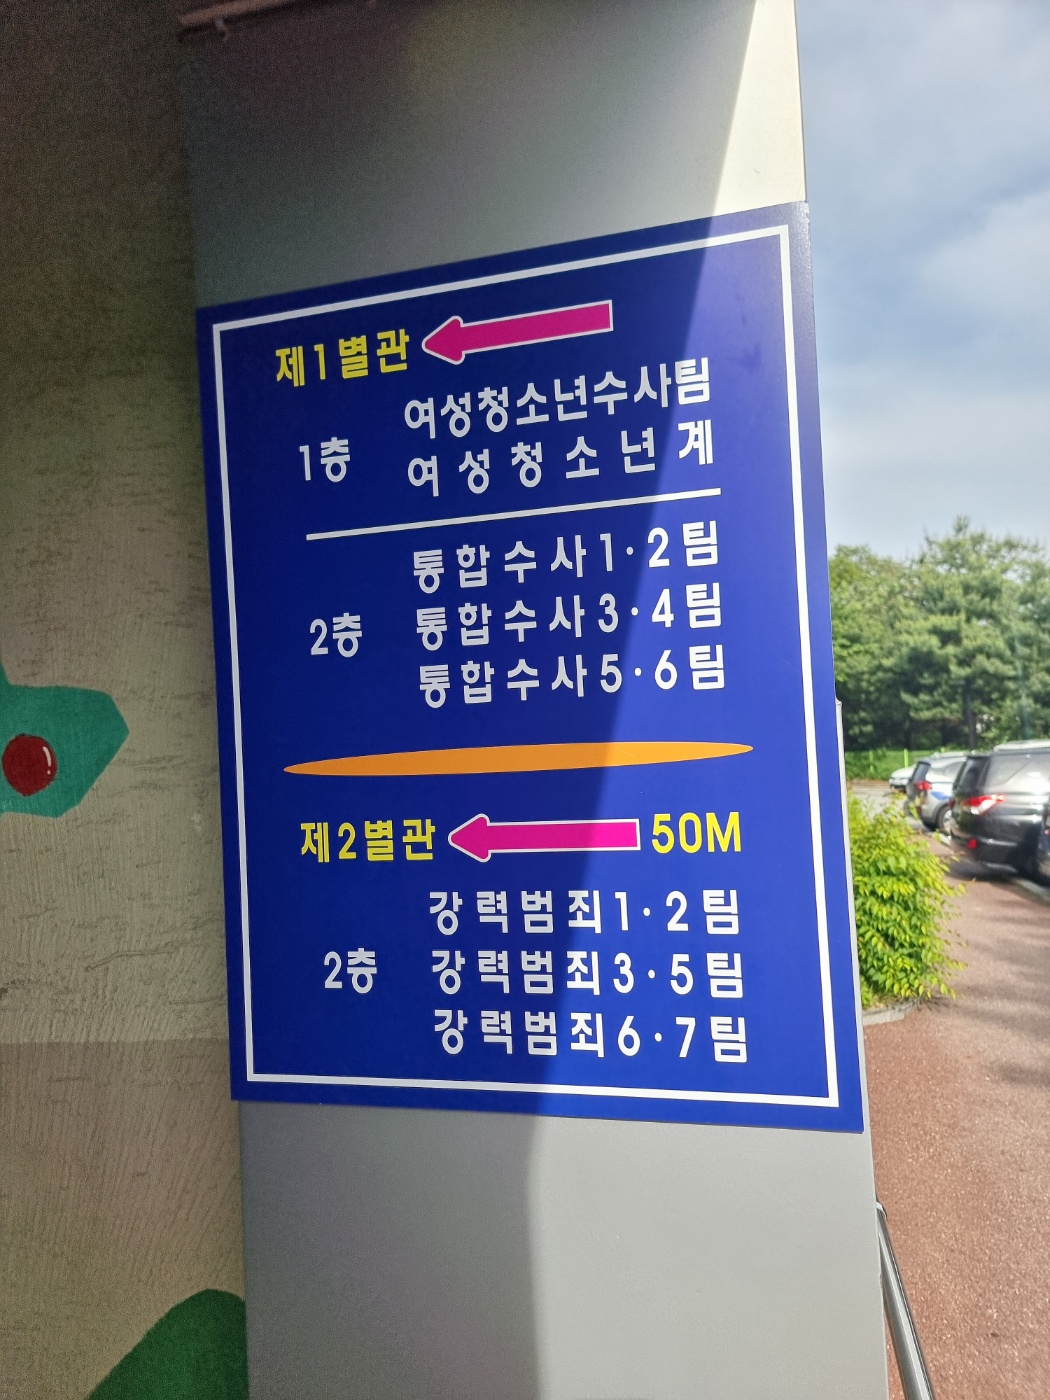 제1별관
1층
여성청소년수사팀
여성청소년계
2층
통합수사1·2팀
통합수사3·4팀
통합수사5·6팀
제2별관 50M
2층
강력범죄1·2팀
강력범죄3·5팀
강력범죄6·7팀